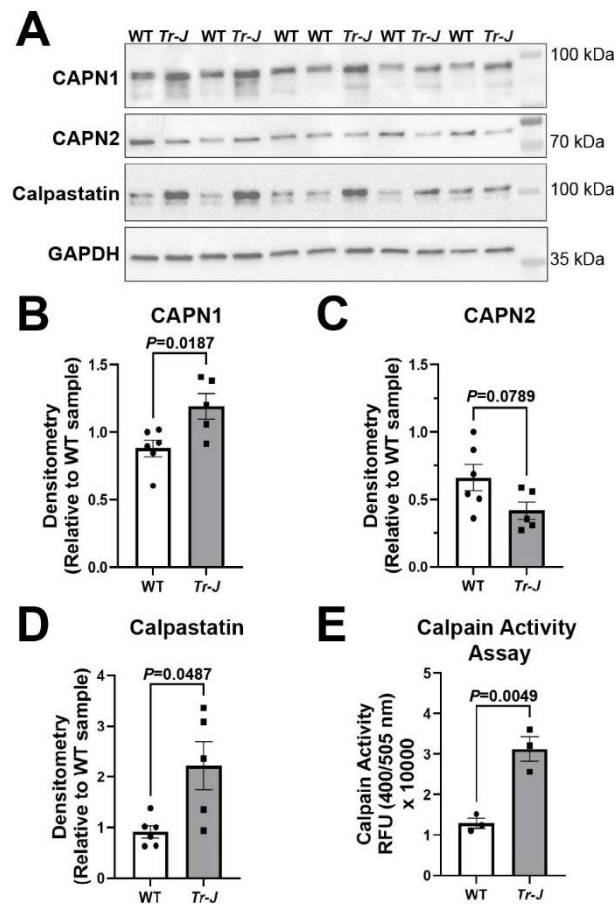 A
WT Tr-J WT Tr-J WT WT Tr-J WT Tr-J WT Tr-J
CAPN1
100 kDa
CAPN2
70 kDa
Calpastatin
100 kDa
GAPDH
35 kDa
B
CAPN1
P=0.0187
Densitometry
(Relative to WT sample)
1.5
1.0
0.5
0.0
WT Tr-J
C
CAPN2
P=0.0789
Densitometry
(Relative to WT sample)
1.5
1.0
0.5
0.0
WT Tr-J
D
Calpastatin
P=0.0487
Densitometry
(Relative to WT sample)
4
3
2
1
0
WT Tr-J
E
Calpain Activity
Assay
P=0.0049
Calpain Activity
RFU (400/505 nm)
x 10000
5
4
3
2
1
0
WT Tr-J